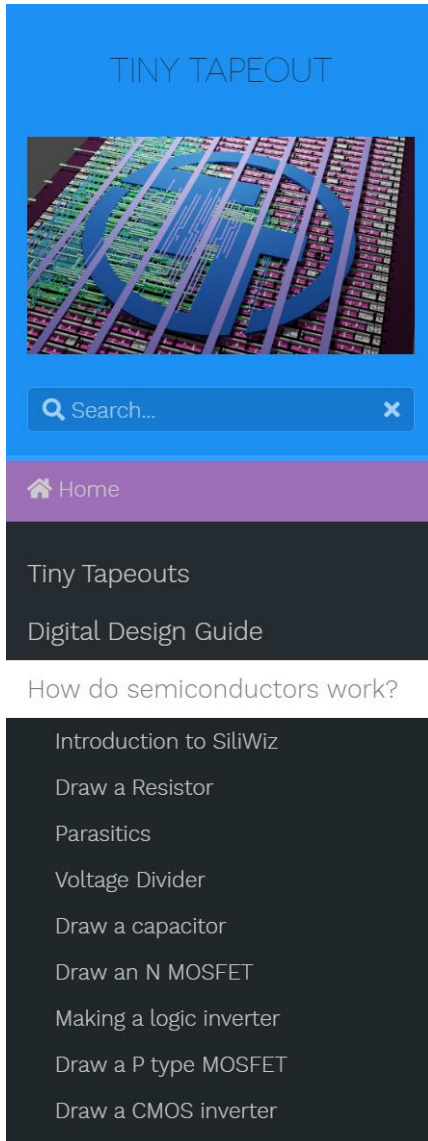 TINY TAPEOUT
Search...
Home
Tiny Tapeouts
Digital Design Guide
How do semiconductors work?
Introduction to SiliWiz
Draw a Resistor
Parasitics
Voltage Divider
Draw a capacitor
Draw an N MOSFET
Making a logic inverter
Draw a P type MOSFET
Draw a CMOS inverter